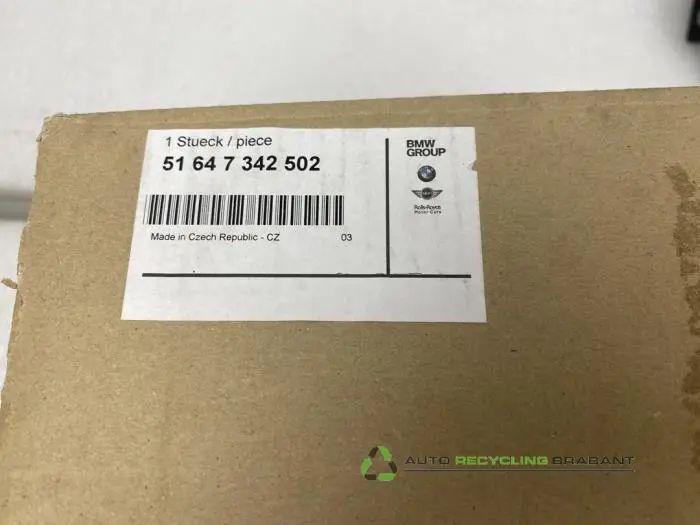 1 Stueck / piece
51 64 7 342 502
Made in Czech Republic - CZ 03
BMW
GROUP
Rolls-Royce
Motor Cars
AUTO RECYCLING BRABANT